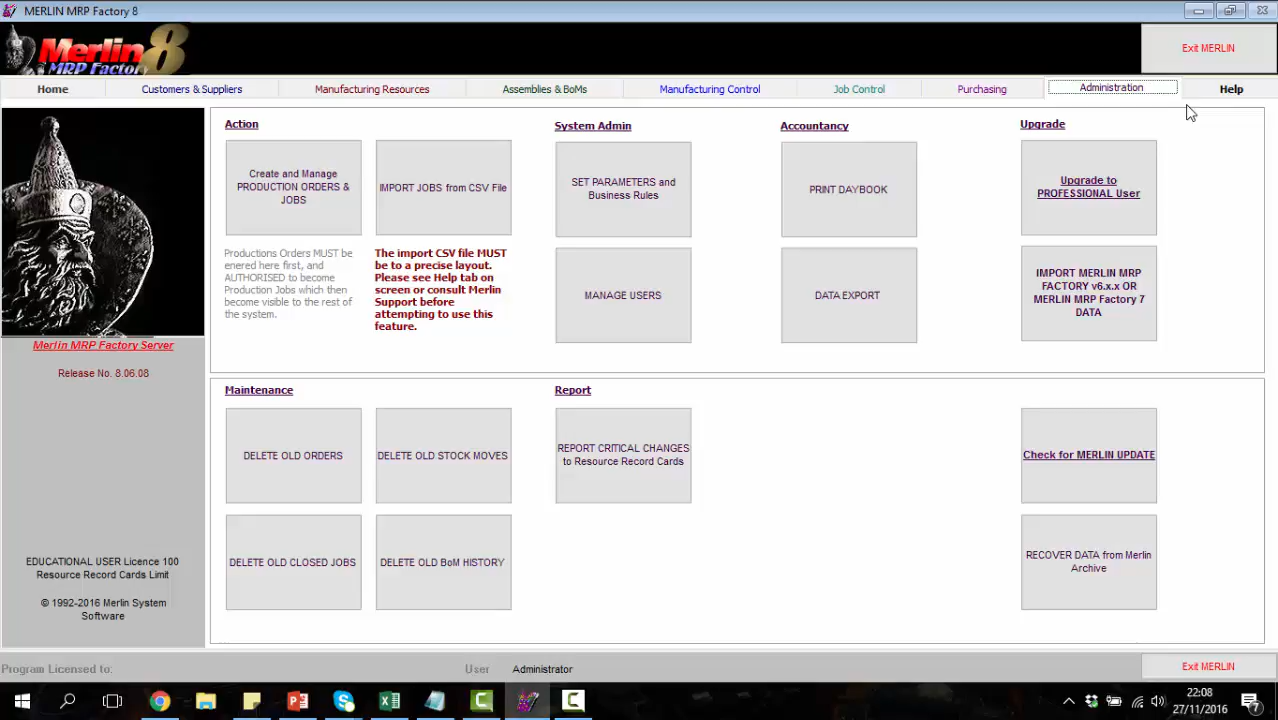 MERLIN MRP Factory 8
Merlin 8
MRP Factory
Exit MERLIN
Home
Customers & Suppliers
Manufacturing Resources
Assemblies & BoMs
Manufacturing Control
Job Control
Purchasing
Administration
Help
Action
System Admin
Accountancy
Upgrade
Create and Manage
PRODUCTION ORDERS &
JOBS
IMPORT JOBS from CSV File
SET PARAMETERS and
Business Rules
PRINT DAYBOOK
Upgrade to
PROFESSIONAL User
Productions Orders MUST be
enered here first, and
AUTHORISED to become
Production Jobs which then
become visible to the rest of
the system.
The import CSV file MUST
be to a precise layout.
Please see Help tab on
screen or consult Merlin
Support before
attempting to use this
feature.
MANAGE USERS
DATA EXPORT
IMPORT MERLIN MRP
FACTORY v6.x.x OR
MERLIN MRP Factory 7
DATA
Merlin MRP Factory Server
Release No. 8.06.08
Maintenance
Report
DELETE OLD ORDERS
DELETE OLD STOCK MOVES
REPORT CRITICAL CHANGES
to Resource Record Cards
Check for MERLIN UPDATE
DELETE OLD CLOSED JOBS
DELETE OLD BoM HISTORY
RECOVER DATA from Merlin
Archive
EDUCATIONAL USER Licence 100
Resource Record Cards Limit
© 1992-2016 Merlin System
Software
Program Licensed to:
User
Administrator
Exit MERLIN
22:08
27/11/2016
7